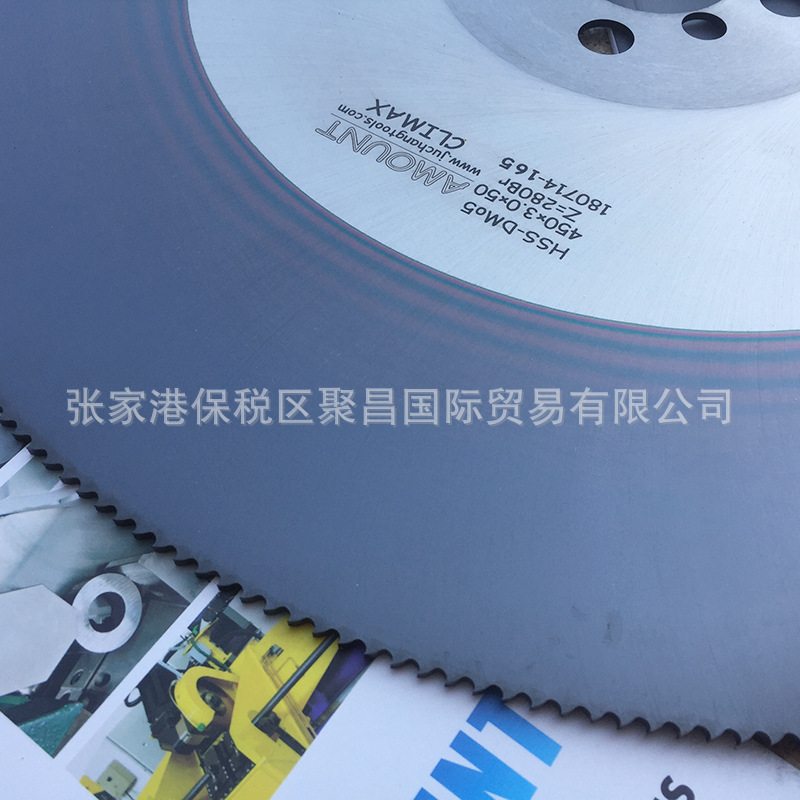 HSS-DMo5
450×3.0×50
Z=280Br
180714-165
AMOUNT
www.juchangtools.com
CLIMAX
张家港保税区聚昌国际贸易有限公司
NT